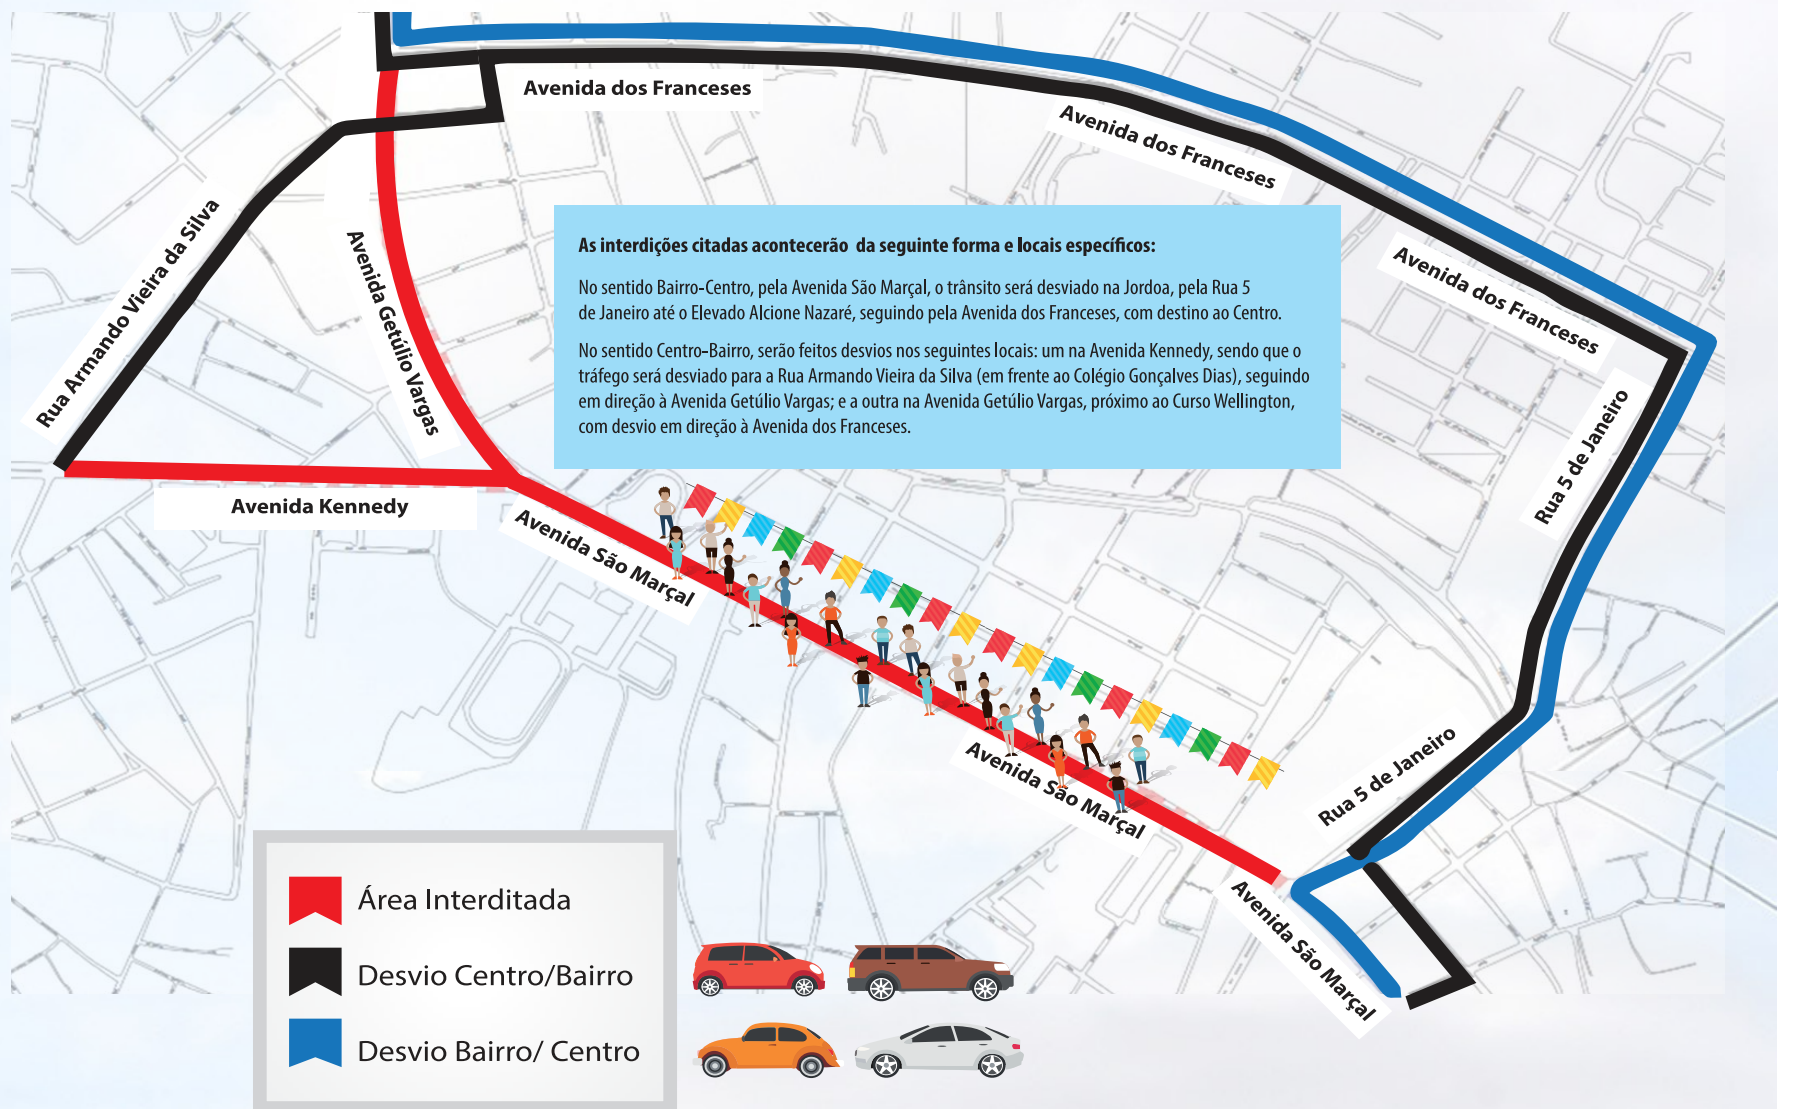 Avenida dos Franceses
Avenida dos Franceses
Avenida dos Franceses
Rua Armando Vieira da Silva
Avenida Getúlio Vargas
As interdições citadas acontecerão da seguinte forma e locais específicos:
No sentido Bairro-Centro, pela Avenida São Marçal, o trânsito será desviado na Jordoa, pela Rua 5
de Janeiro até o Elevado Alcione Nazaré, seguindo pela Avenida dos Franceses, com destino ao Centro.
No sentido Centro-Bairro, serão feitos desvios nos seguintes locais: um na Avenida Kennedy, sendo que o
tráfego será desviado para a Rua Armando Vieira da Silva (em frente ao Colégio Gonçalves Dias), seguindo
em direção à Avenida Getúlio Vargas; e a outra na Avenida Getúlio Vargas, próximo ao Curso Wellington,
com desvio em direção à Avenida dos Franceses.
Rua 5 de Janeiro
Avenida Kennedy
Avenida São Marçal
Avenida São Marçal
Rua 5 de Janeiro
Avenida São Marçal
Área Interditada
Desvio Centro/Bairro
Desvio Bairro/ Centro